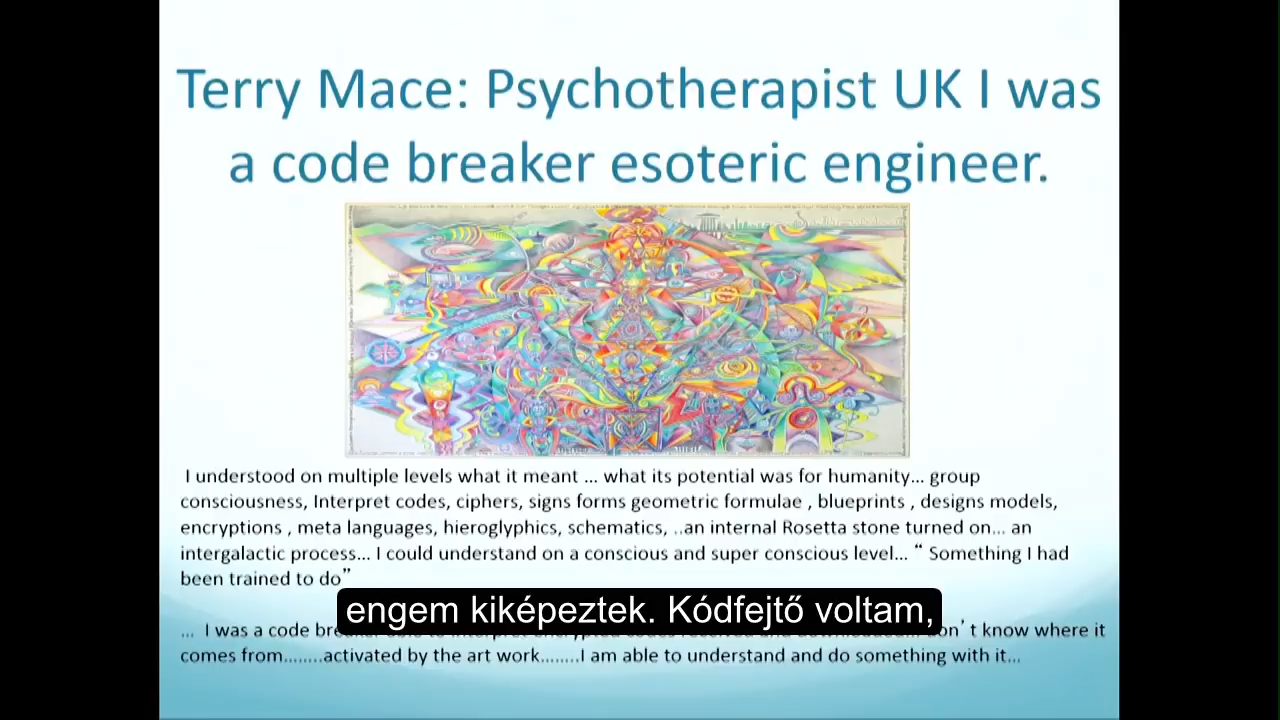 Terry Mace: Psychotherapist UK I was
a code breaker esoteric engineer.
I understood on multiple levels what it meant ... what its potential was for humanity... group
consciousness, Interpret codes, ciphers, signs forms geometric formulae , blueprints , designs models,
encryptions , meta languages, hieroglyphics, schematics, ..an internal Rosetta stone turned on... an
intergalactic process... I could understand on a conscious and super conscious level... “ Something I had
been trained to do”
engem kiképeztek. Kódfejtő voltam,
... I was a code know where it
comes from........activated by the art work........I am able to understand and do something with it...